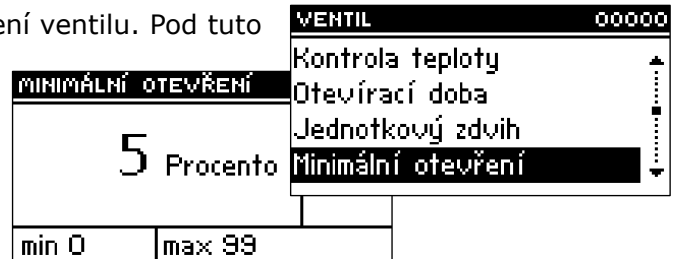 ení ventilu. Pod tuto
VENTIL 00000
Kontrola teploty
Otevírací doba
Jednotkový zdvih
Minimální otevření
MINIMÁLNÍ OTEVŘENÍ
5 Procento
min 0 max 99